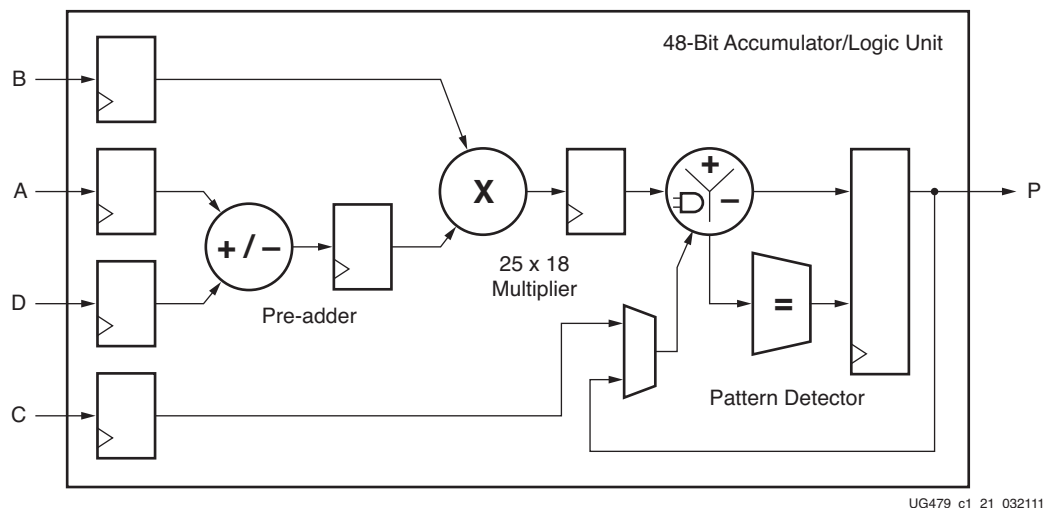 48-Bit Accumulator/Logic Unit
B
A
D
C
+ / −
Pre-adder
X
25 x 18
Multiplier
+
−
=
Pattern Detector
P
UG479_c1_21_032111